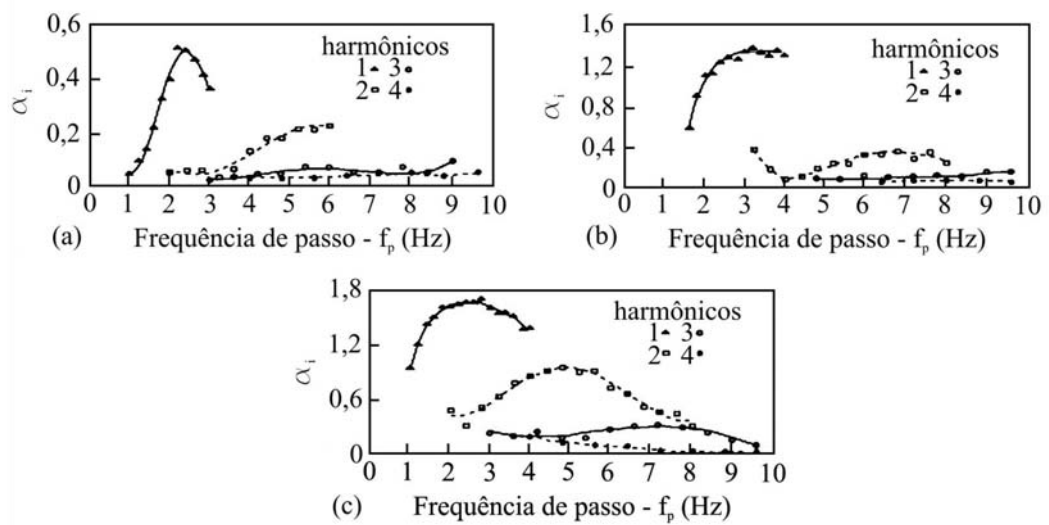 0,6
0,4
0,2
0
α_i
harmônicos
1▲ 3○
2□ 4●
0 1 2 3 4 5 6 7 8 9 10
(a) Frequência de passo - f_p (Hz)
1,6
1,2
0,8
0,4
0
α_i
harmônicos
1▲ 3○
2□ 4●
0 1 2 3 4 5 6 7 8 9 10
(b) Frequência de passo - f_p (Hz)
1,8
1,2
0,6
0
α_i
harmônicos
1▲ 3○
2□ 4●
0 1 2 3 4 5 6 7 8 9 10
(c) Frequência de passo - f_p (Hz)